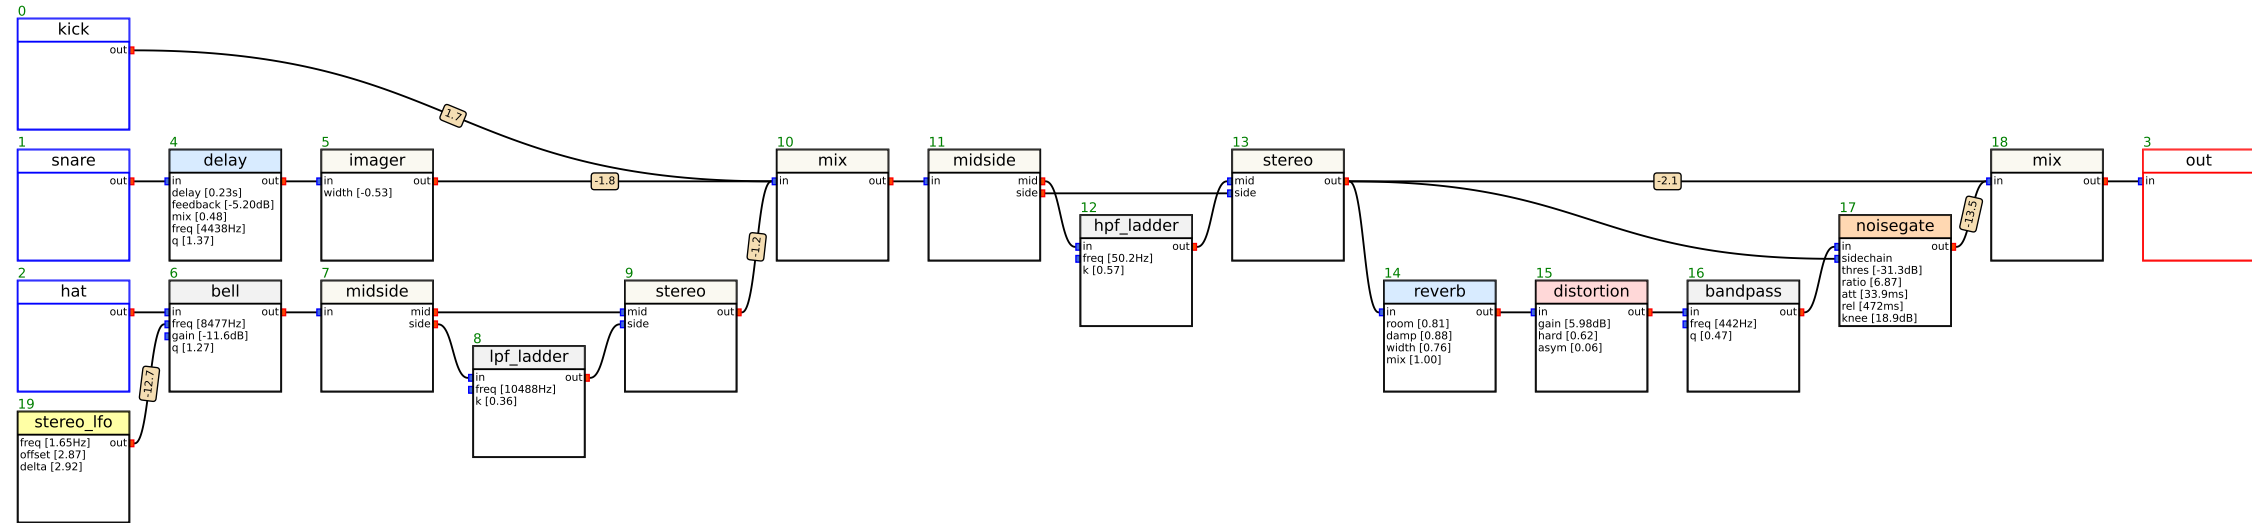 0
kick
out
1.7
1
snare
out
4
delay
in out
delay [0.23s]
feedback [-5.20dB]
mix [0.48]
freq [4438Hz]
q [1.37]
5
imager
in out
width [-0.53]
-1.8
10
mix
in out
11
midside
in mid
side
12
hpf_ladder
in out
freq [50.2Hz]
k [0.57]
13
stereo
mid out
side
-2.1
18
mix
in out
3
out
in
2
hat
out
6
bell
in out
freq [8477Hz]
gain [-11.6dB]
q [1.27]
7
midside
in mid
side
8
lpf_ladder
in out
freq [10488Hz]
k [0.36]
9
stereo
mid out
side
-1.2
14
reverb
in out
room [0.81]
damp [0.88]
width [0.76]
mix [1.00]
15
distortion
in out
gain [5.98dB]
hard [0.62]
asym [0.06]
16
bandpass
in out
freq [442Hz]
q [0.47]
17
noisegate
in out
sidechain
thres [-31.3dB]
ratio [6.87]
att [33.9ms]
rel [472ms]
knee [18.9dB]
-13.5
19
stereo_lfo
freq [1.65Hz] out
offset [2.87]
delta [2.92]
-12.7